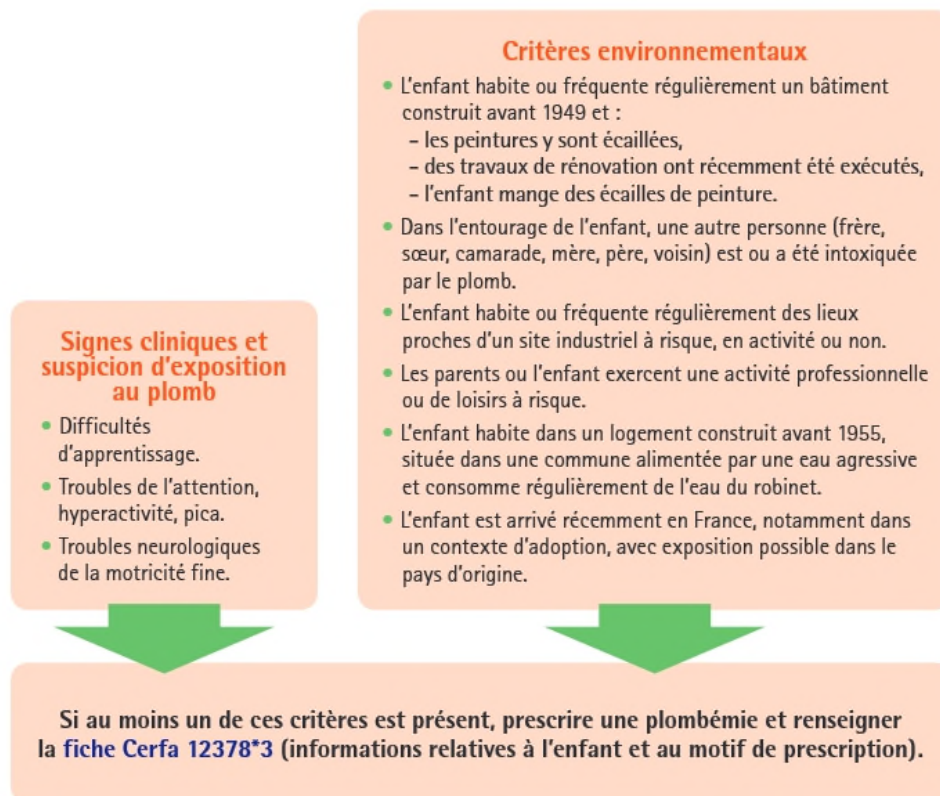 Critères environnementaux
• L'enfant habite ou fréquente régulièrement un bâtiment
construit avant 1949 et :
– les peintures y sont écaillées,
– des travaux de rénovation ont récemment été exécutés,
– l'enfant mange des écailles de peinture.
• Dans l'entourage de l'enfant, une autre personne (frère,
sœur, camarade, mère, père, voisin) est ou a été intoxiquée
par le plomb.
• L'enfant habite ou fréquente régulièrement des lieux
proches d'un site industriel à risque, en activité ou non.
• Les parents ou l'enfant exercent une activité professionnelle
ou de loisirs à risque.
• L'enfant habite dans un logement construit avant 1955,
située dans une commune alimentée par une eau agressive
et consomme régulièrement de l'eau du robinet.
• L'enfant est arrivé récemment en France, notamment dans
un contexte d'adoption, avec exposition possible dans le
pays d'origine.
Signes cliniques et
suspicion d'exposition
au plomb
• Difficultés
d'apprentissage.
• Troubles de l'attention,
hyperactivité, pica.
• Troubles neurologiques
de la motricité fine.
Si au moins un de ces critères est présent, prescrire une plombémie et renseigner
la fiche Cerfa 12378*3 (informations relatives à l'enfant et au motif de prescription).